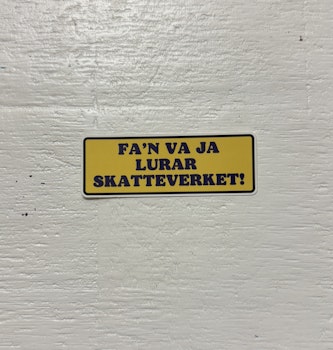 FA'N VA JA
LURAR
SKATTEVERKET!